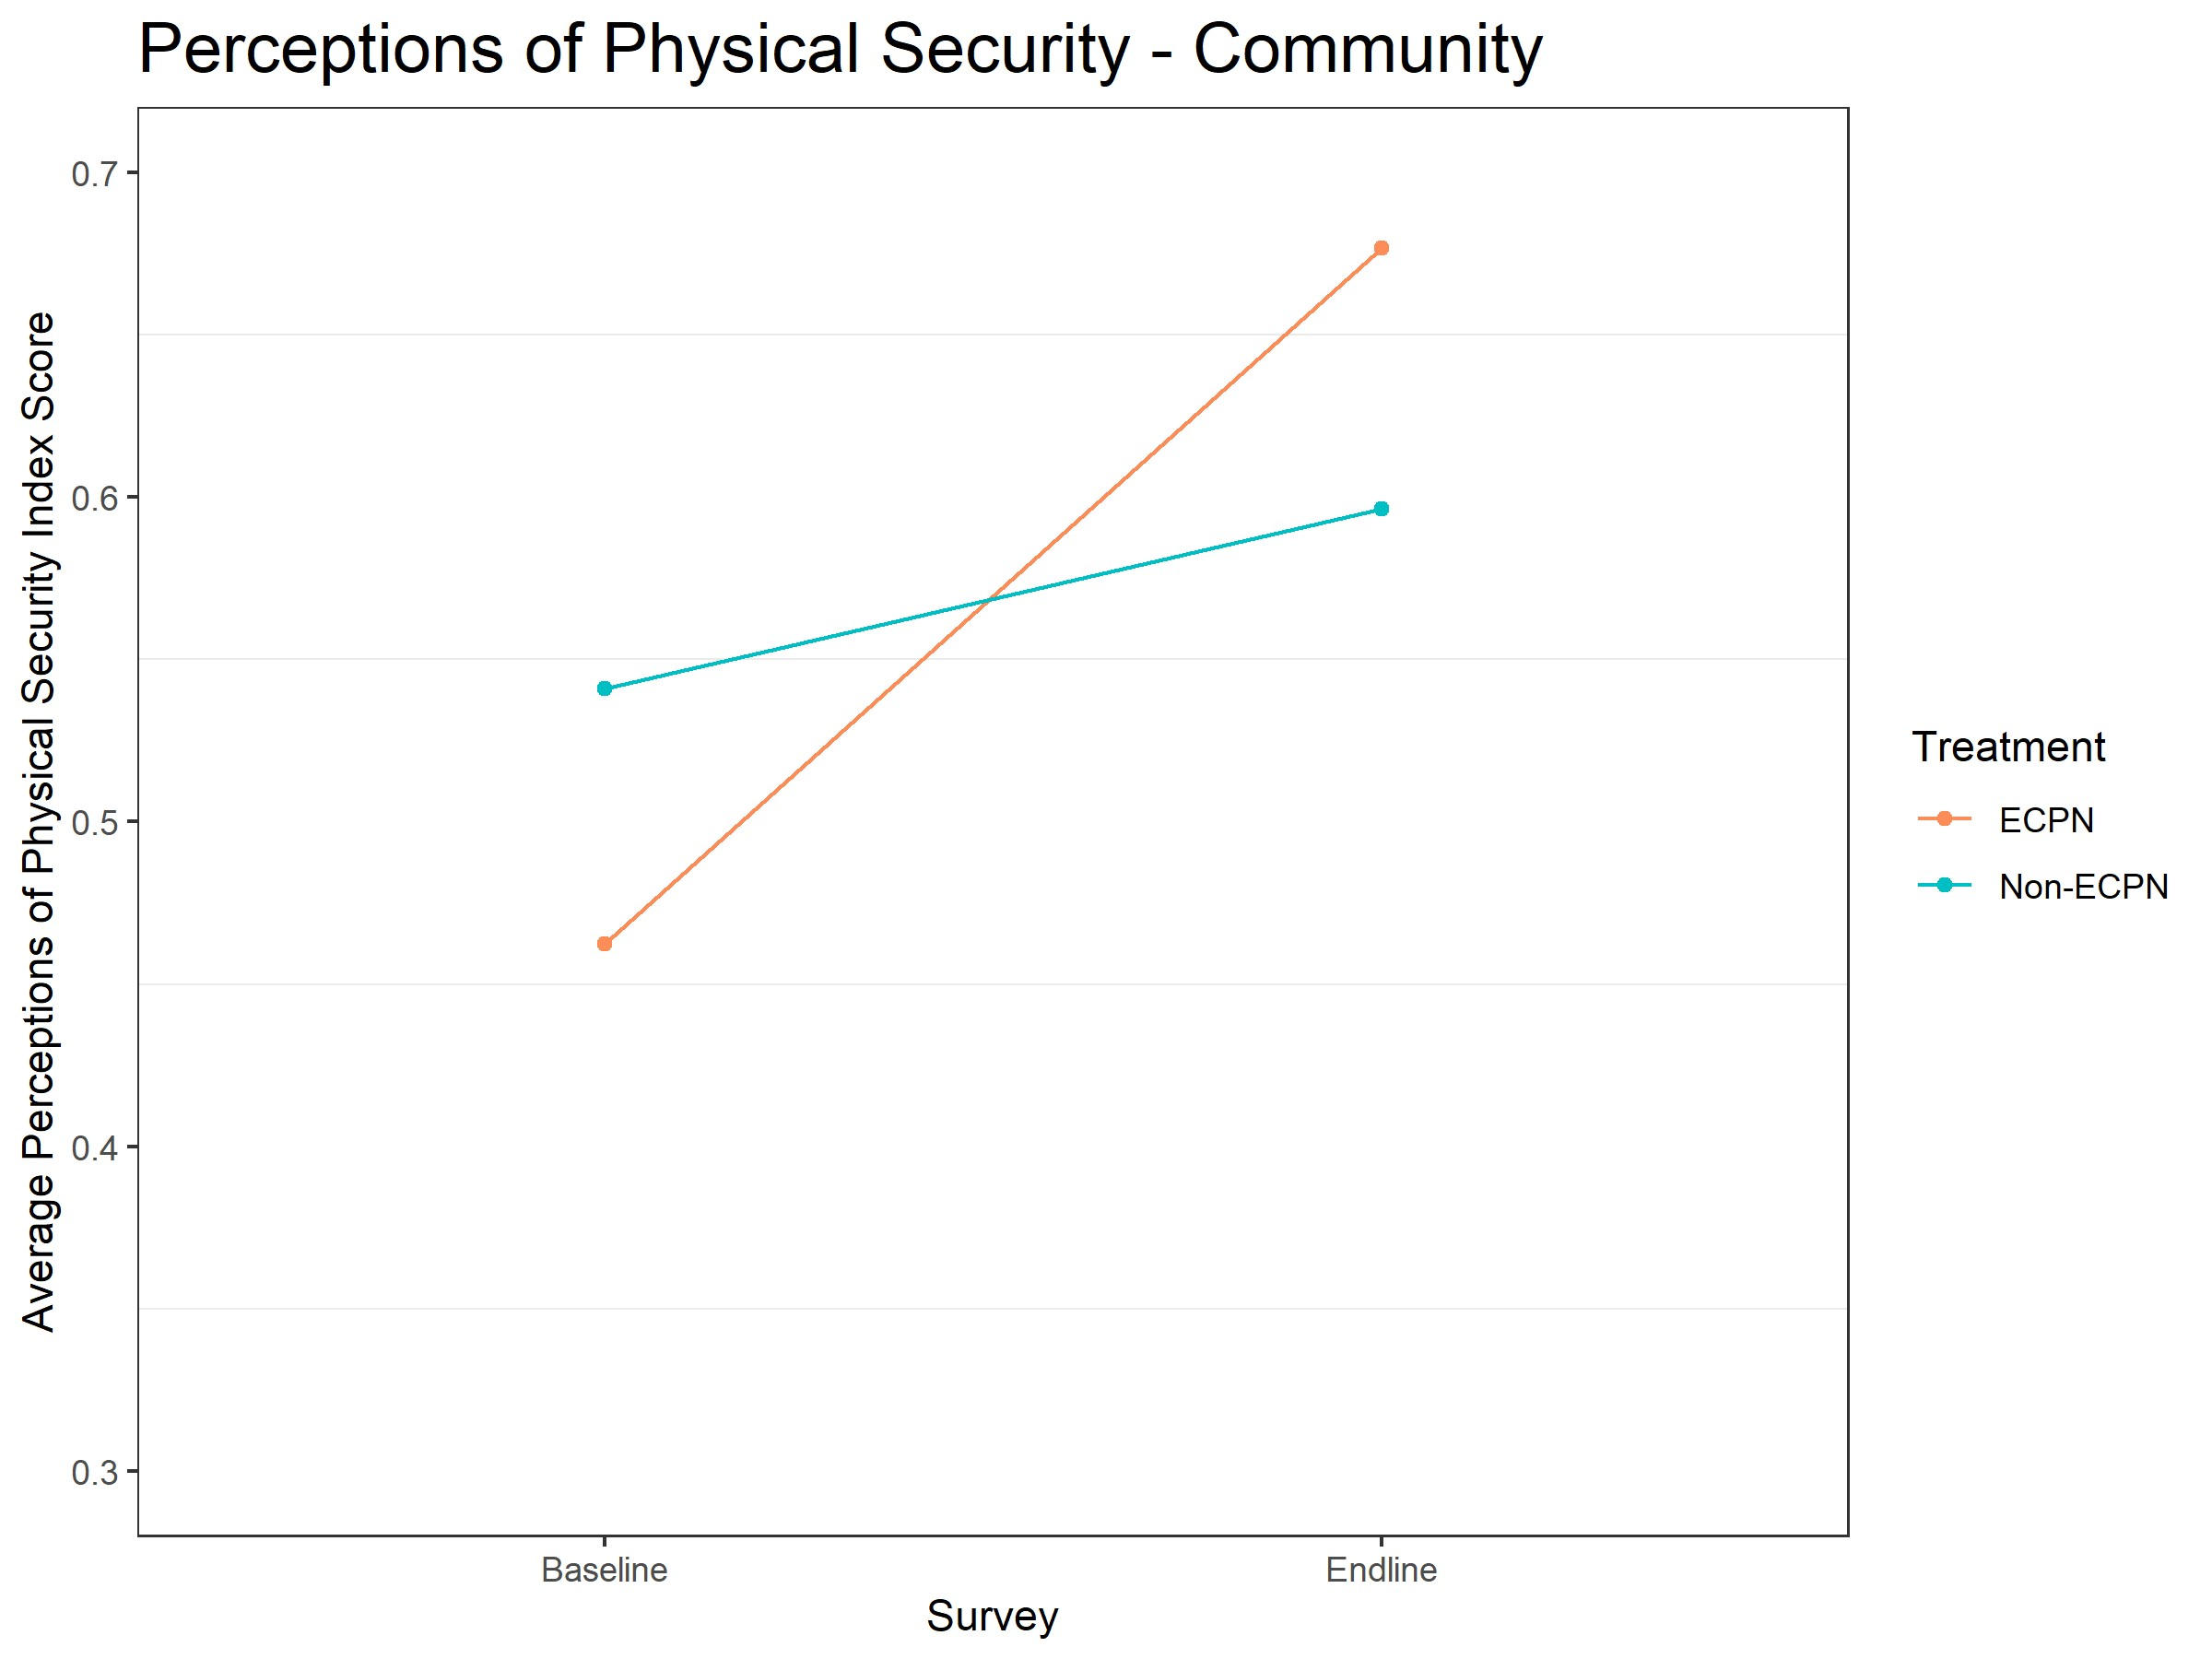 Perceptions of Physical Security - Community
Average Perceptions of Physical Security Index Score
0.7
0.6
0.5
0.4
0.3
Baseline
Endline
Survey
Treatment
ECPN
Non-ECPN